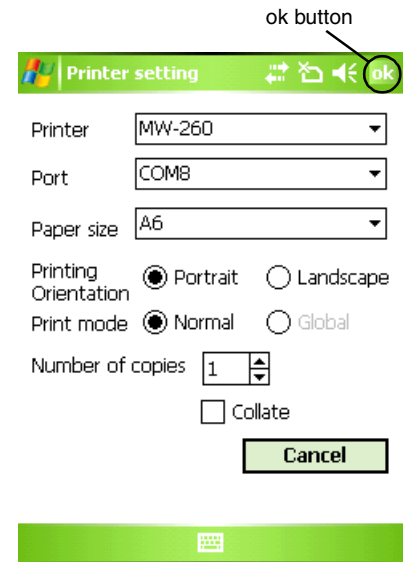 ok button
Printer setting ok
Printer MW-260
Port COM8
Paper size A6
Printing
Orientation Portrait Landscape
Print mode Normal Global
Number of copies 1
Collate
Cancel